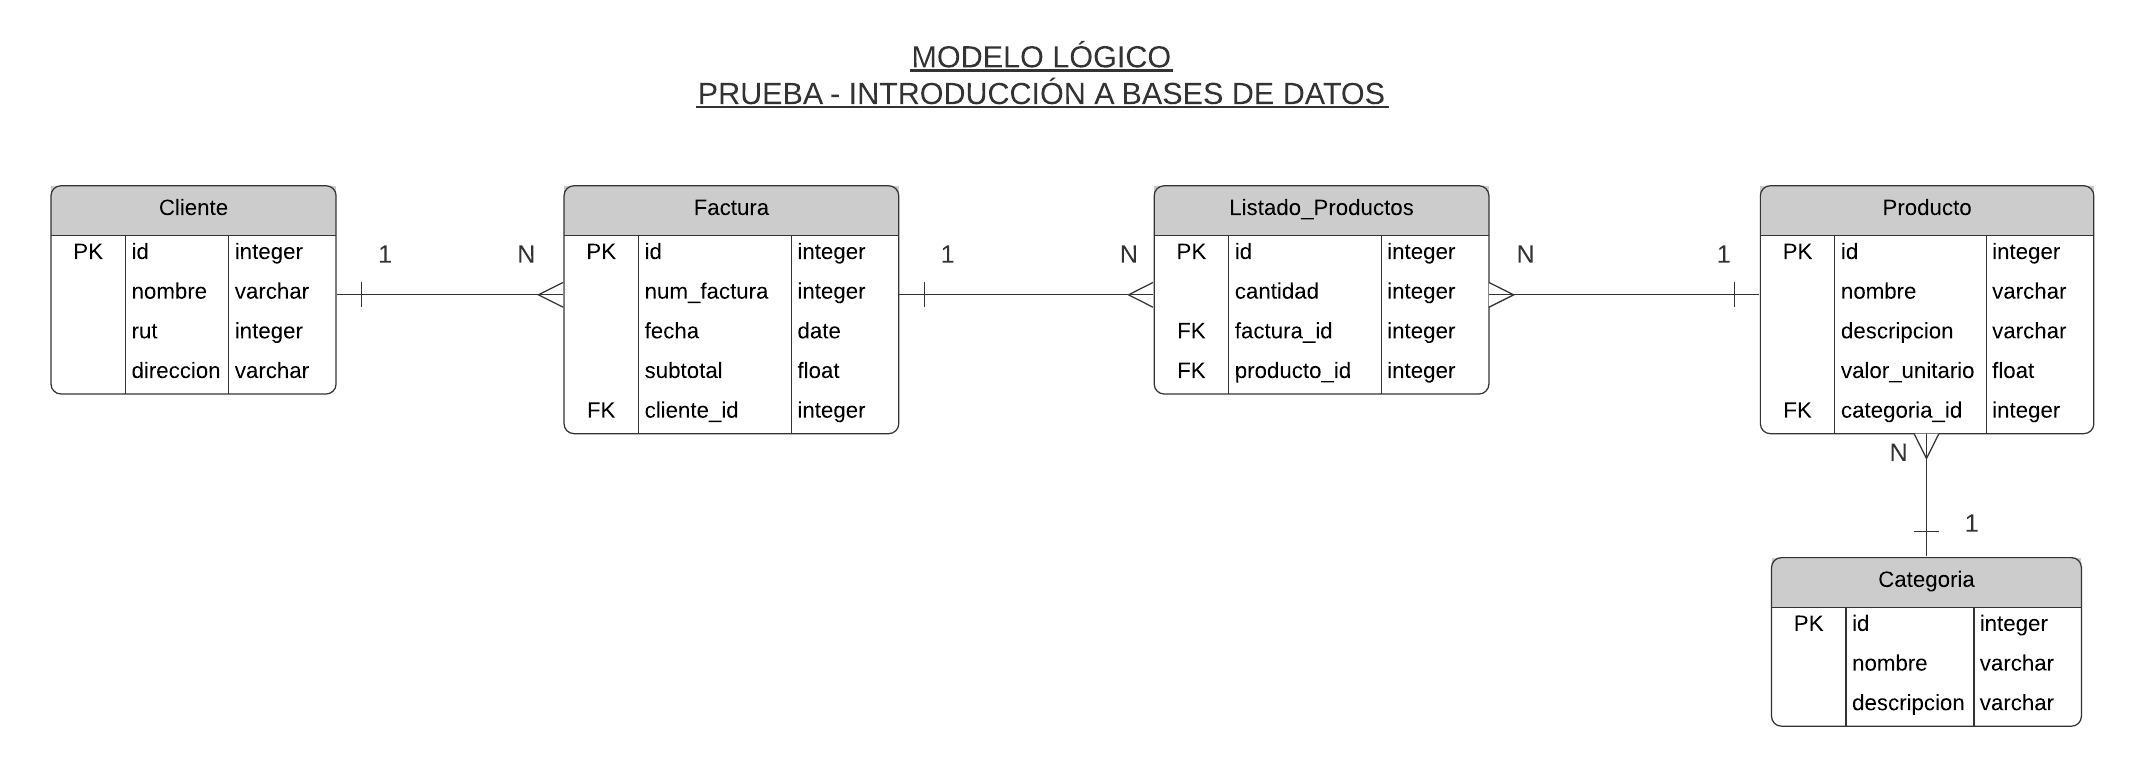 MODELO LÓGICO
PRUEBA - INTRODUCCIÓN A BASES DE DATOS
Cliente
PK id integer
nombre varchar
rut integer
direccion varchar
1
N
Factura
PK id integer
num_factura integer
fecha date
subtotal float
FK cliente_id integer
1
N
Listado_Productos
PK id integer
cantidad integer
FK factura_id integer
FK producto_id integer
N
1
Producto
PK id integer
nombre varchar
descripcion varchar
valor_unitario float
FK categoria_id integer
N
1
Categoria
PK id integer
nombre varchar
descripcion varchar